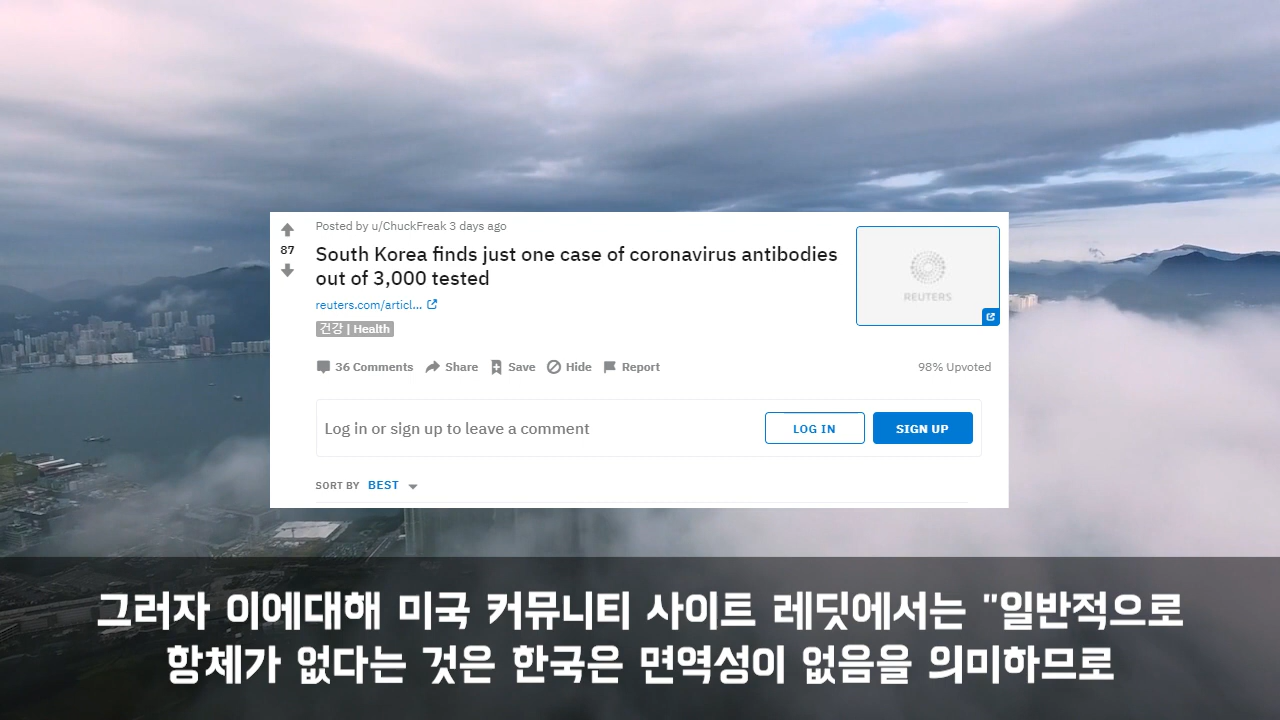 Posted by u/ChuckFreak 3 days ago
87
South Korea finds just one case of coronavirus antibodies
out of 3,000 tested
reuters.com/articl...
건강 | Health
REUTERS
36 Comments Share Save Hide Report
98% Upvoted
Log in or sign up to leave a comment
LOG IN
SIGN UP
SORT BY BEST
그러자 이에대해 미국 커뮤니티 사이트 레딧에서는 "일반적으로
항체가 없다는 것은 한국은 면역성이 없음을 의미하므로